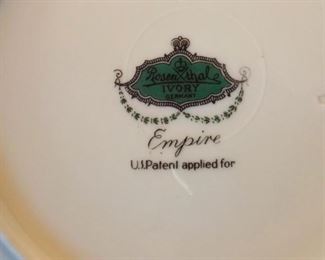 Rosenthal
IVORY
GERMANY
Empire
U.S. Patent applied for